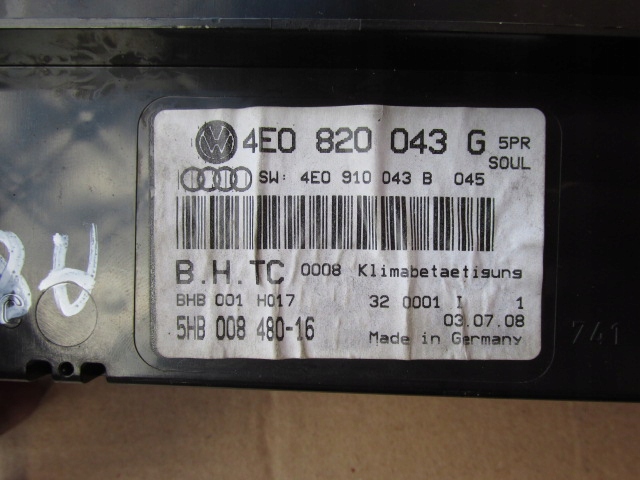 4E0 820 043 G 5PR
SOUL
SW: 4E0 910 043 B 045
B.H.TC 0008 Klimabetaetisuns
BHB 001 H017 32 0001 I 1
5HB 008 480-16 03.07.08
Made in Germany
741